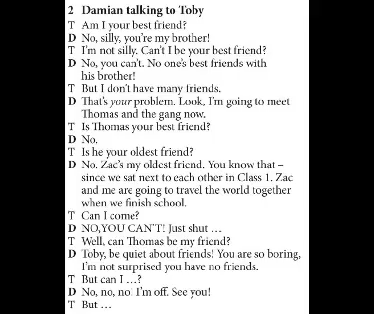 2 Damian talking to Toby
T Am I your best friend?
D No, silly, you're my brother!
T I'm not silly. Can't I be your best friend?
D No, you can't. No one's best friends with
his brother!
T But I don't have many friends.
D That's your problem. Look, I'm going to meet
Thomas and the gang now.
T Is Thomas your best friend?
D No.
T Is he your oldest friend?
D No. Zac's my oldest friend. You know that –
since we sat next to each other in Class 1. Zac
and me are going to travel the world together
when we finish school.
T Can I come?
D NO,YOU CAN'T! Just shut …
T Well, can Thomas be my friend?
D Toby, be quiet about friends! You are so boring,
I'm not surprised you have no friends.
T But can I …?
D No, no, no! I'm off. See you!
T But …